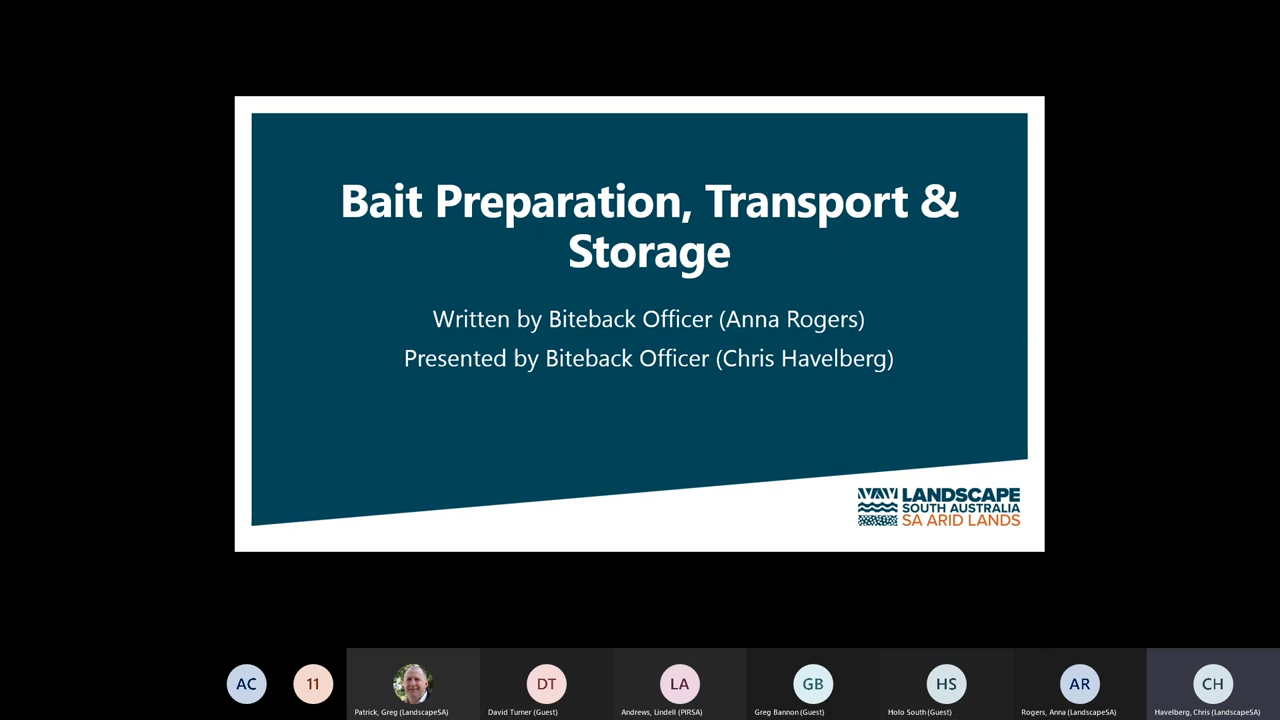 Bait Preparation, Transport &
Storage
Written by Biteback Officer (Anna Rogers)
Presented by Biteback Officer (Chris Havelberg)
LANDSCAPE
SOUTH AUSTRALIA
SA ARID LANDS
AC
11
DT
LA
GB
HS
AR
CH
Patrick, Greg (LandscapeSA)
David Turner (Guest)
Andrews, Lindell (PIRSA)
Greg Bannon (Guest)
Holo South (Guest)
Rogers, Anna (LandscapeSA)
Havelberg, Chris (LandscapeSA)